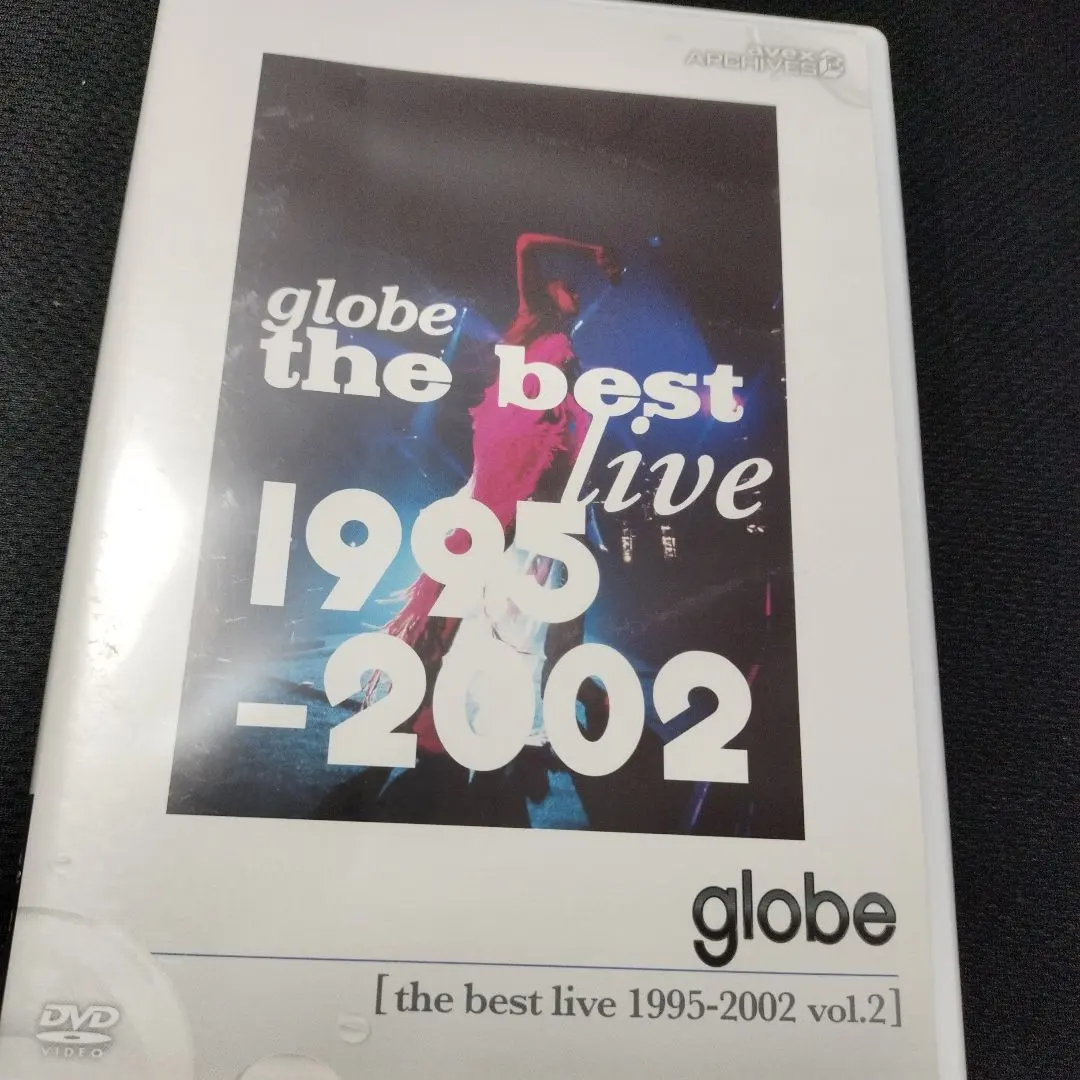 avex
ARCHIVES
globe
the best
live
1995
-2002
globe
[the best live 1995-2002 vol.2]
DVD
VIDEO